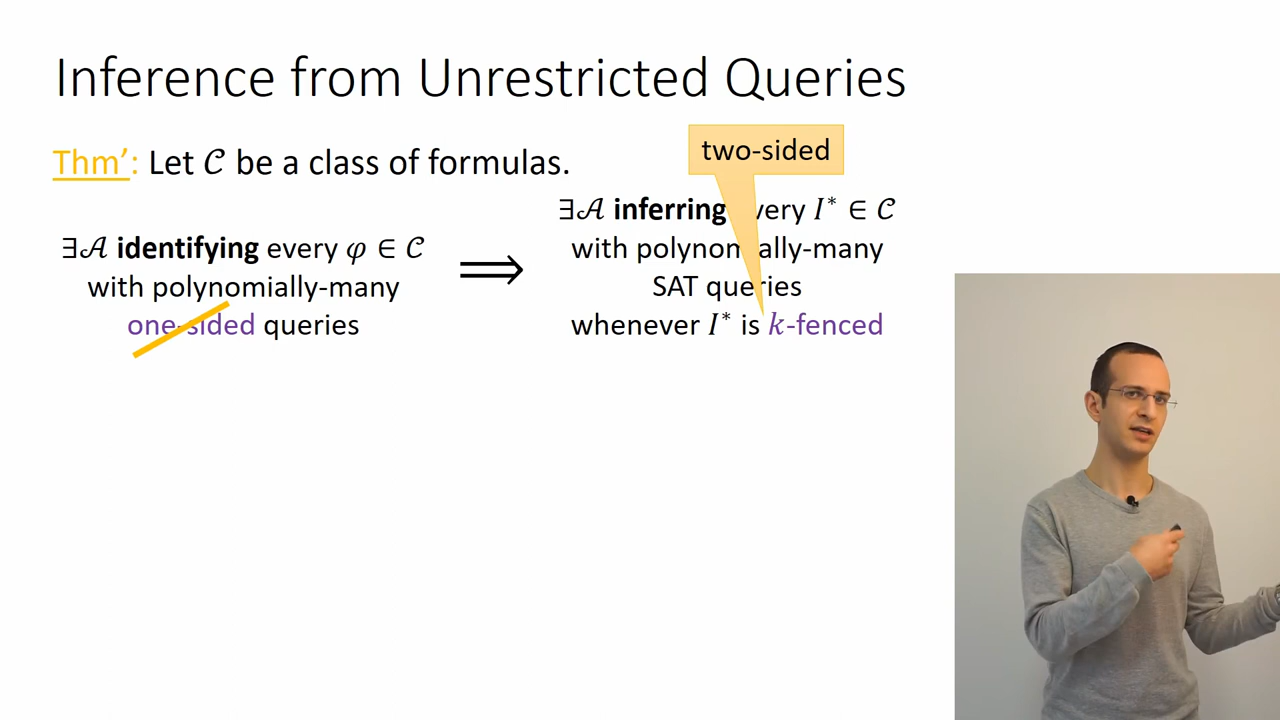 Inference from Unrestricted Queries
two-sided
Thm′: Let 𝒞 be a class of formulas.
∃𝒜 identifying every φ ∈ 𝒞
with polynomially-many
one-sided queries
⟹
∃𝒜 inferring every I* ∈ 𝒞
with polynomially-many
SAT queries
whenever I* is k-fenced